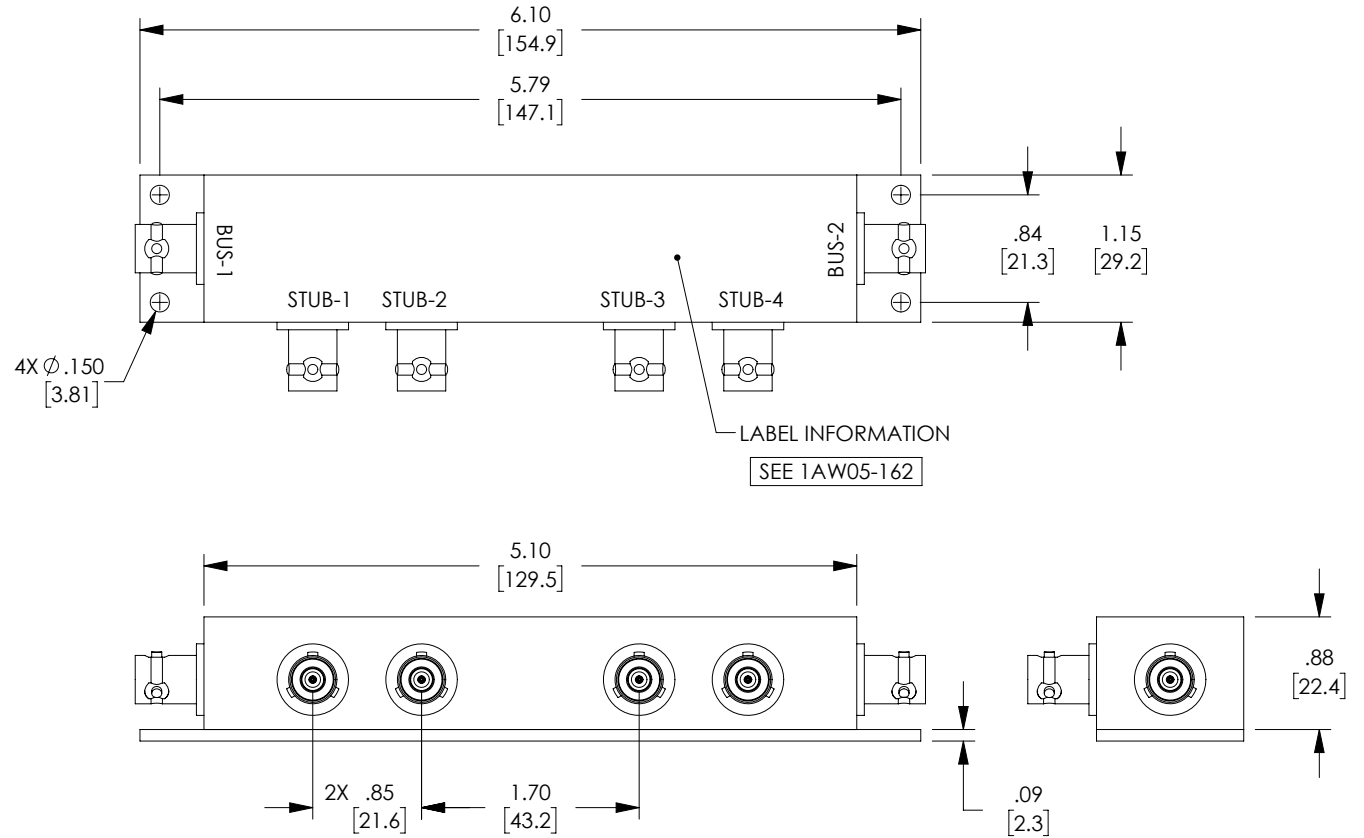 6.10
[154.9]
5.79
[147.1]
BUS-1
BUS-2
.84
[21.3]
1.15
[29.2]
STUB-1 STUB-2 STUB-3 STUB-4
4X Ø .150
[3.81]
LABEL INFORMATION
SEE 1AW05-162
5.10
[129.5]
.88
[22.4]
2X .85
[21.6]
1.70
[43.2]
.09
[2.3]